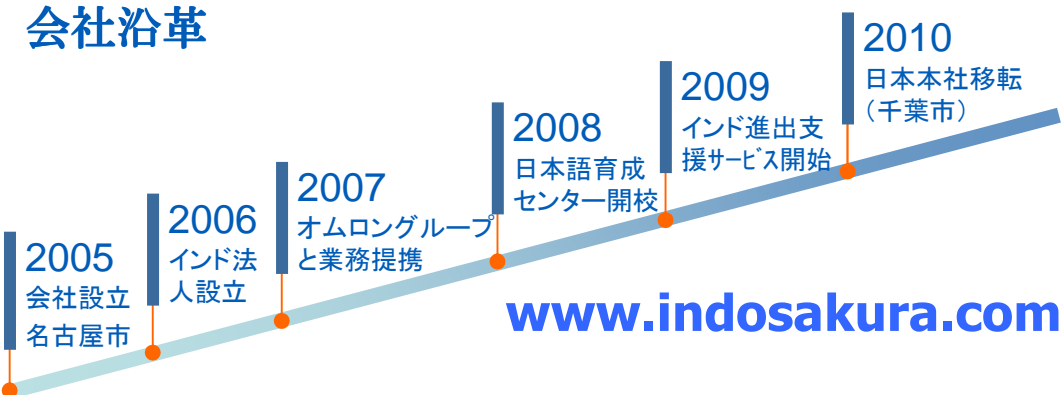 会社沿革
2005
会社設立
名古屋市
2006
インド法
人設立
2007
オムロングループ
と業務提携
2008
日本語育成
センター開校
2009
インド進出支
援サービス開始
2010
日本本社移転
（千葉市）
www.indosakura.com